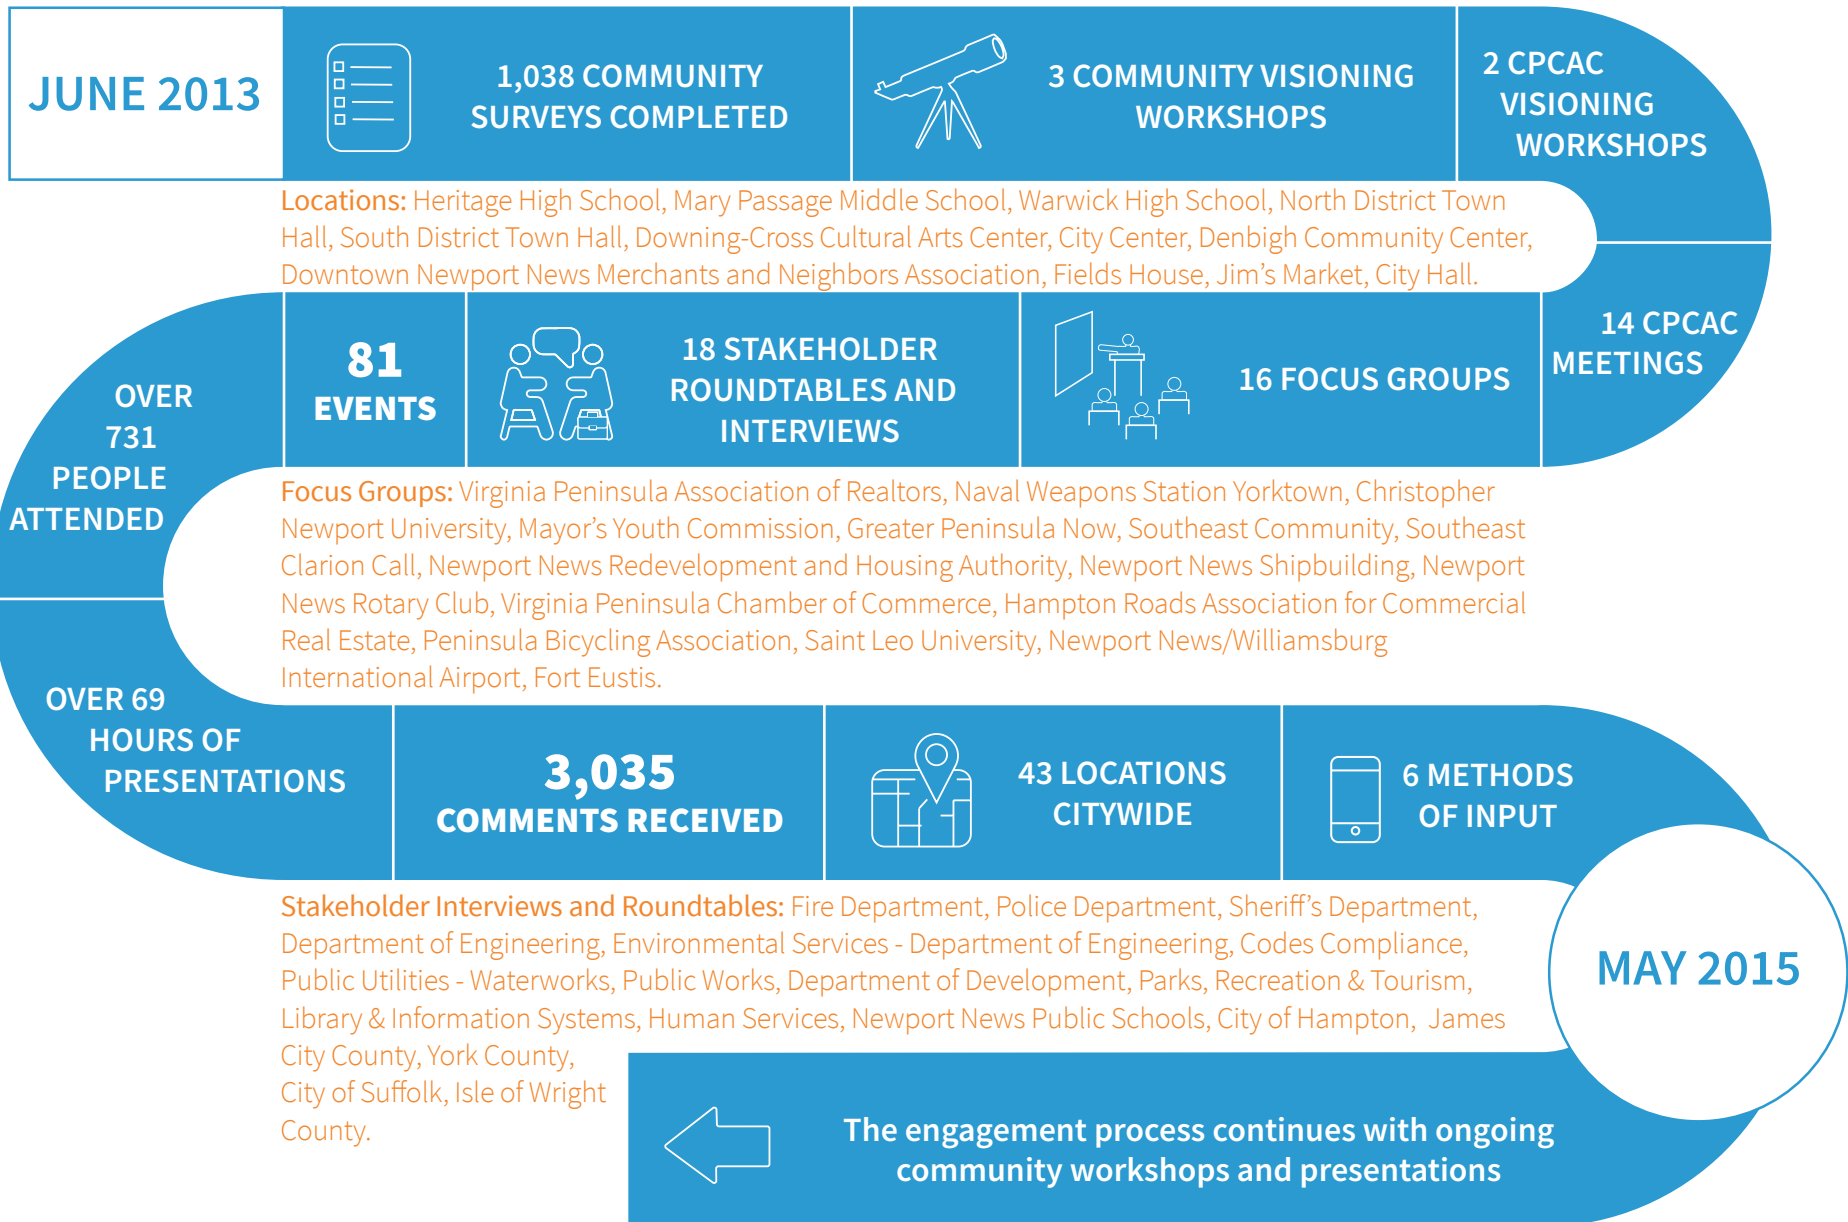 JUNE 2013
1,038 COMMUNITY
SURVEYS COMPLETED
3 COMMUNITY VISIONING
WORKSHOPS
2 CPCAC
VISIONING
WORKSHOPS
Locations: Heritage High School, Mary Passage Middle School, Warwick High School, North District Town
Hall, South District Town Hall, Downing-Cross Cultural Arts Center, City Center, Denbigh Community Center,
Downtown Newport News Merchants and Neighbors Association, Fields House, Jim's Market, City Hall.
14 CPCAC
MEETINGS
16 FOCUS GROUPS
18 STAKEHOLDER
ROUNDTABLES AND
INTERVIEWS
81
EVENTS
OVER
731
PEOPLE
ATTENDED
Focus Groups: Virginia Peninsula Association of Realtors, Naval Weapons Station Yorktown, Christopher
Newport University, Mayor's Youth Commission, Greater Peninsula Now, Southeast Community, Southeast
Clarion Call, Newport News Redevelopment and Housing Authority, Newport News Shipbuilding, Newport
News Rotary Club, Virginia Peninsula Chamber of Commerce, Hampton Roads Association for Commercial
Real Estate, Peninsula Bicycling Association, Saint Leo University, Newport News/Williamsburg
International Airport, Fort Eustis.
OVER 69
HOURS OF
PRESENTATIONS
3,035
COMMENTS RECEIVED
43 LOCATIONS
CITYWIDE
6 METHODS
OF INPUT
MAY 2015
Stakeholder Interviews and Roundtables: Fire Department, Police Department, Sheriff's Department,
Department of Engineering, Environmental Services - Department of Engineering, Codes Compliance,
Public Utilities - Waterworks, Public Works, Department of Development, Parks, Recreation & Tourism,
Library & Information Systems, Human Services, Newport News Public Schools, City of Hampton, James
City County, York County,
City of Suffolk, Isle of Wright
County.
The engagement process continues with ongoing
community workshops and presentations